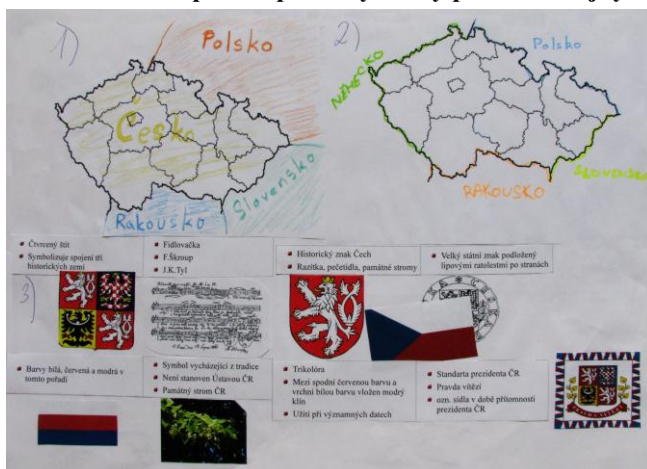 1)
Polsko
Česko
Rakousko
Slovensko
2)
Polsko
NĚMECKO
SLOVENSKO
RAKOUSKO
3)
Čtvrcený štít
Symbolizuje spojení tří
historických zemí
Fidlovačka
F.Škroup
J.K.Tyl
Historický znak Čech
Razítka, pečetidla, památné stromy
Velký státní znak podložený
lipovými ratolestmi po stranách
Barvy bílá, červená a modrá v
tomto pořadí
Symbol vycházející z tradice
Není stanoven Ústavou ČR
Památný strom ČR
Trikolóra
Mezi spodní červenou barvu a
vrchní bílou barvu vložen modrý
klín
Užití při významných datech
Standarta prezidenta ČR
Pravda vítězí
ozn. sídla v době přítomnosti
prezidenta ČR